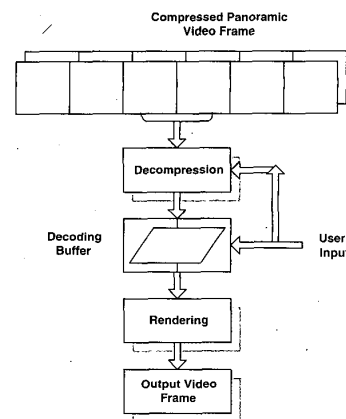 Compressed Panoramic
Video Frame
Decompression
Decoding
Buffer
User
Input
Rendering
Output Video
Frame